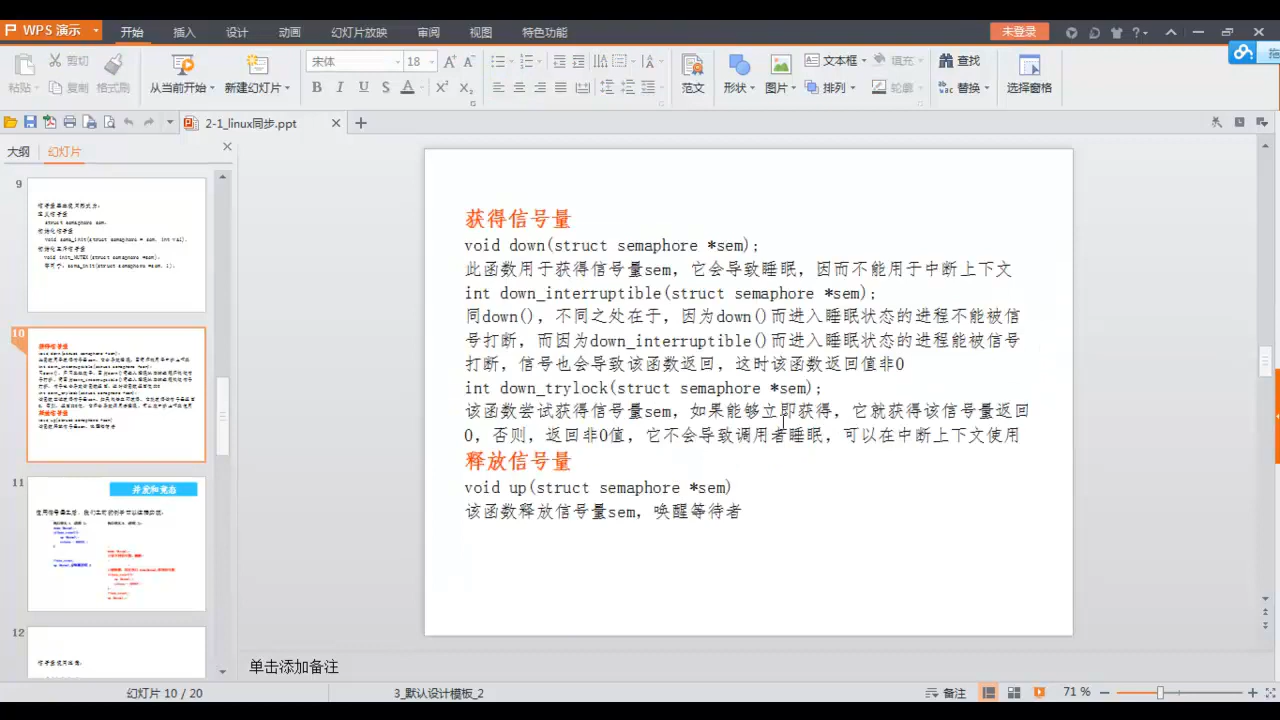 WPS 演示
开始 插入 设计 动画 幻灯片放映 审阅 视图 特色功能
未登录
粘贴 剪切 复制 格式刷
从当前开始 新建幻灯片
宋体 18
范文 形状 图片 文本框 排列 填充 轮廓
查找 替换 选择窗格
2-1_linux同步.ppt
大纲 幻灯片
9
10
11
并发和竞态
12
获得信号量
void down(struct semaphore *sem);
此函数用于获得信号量sem，它会导致睡眠，因而不能用于中断上下文
int down_interruptible(struct semaphore *sem);
同down()，不同之处在于，因为down()而进入睡眠状态的进程不能被信
号打断，而因为down_interruptible()而进入睡眠状态的进程能被信号
打断，信号也会导致该函数返回，这时该函数返回值非0
int down_trylock(struct semaphore *sem);
该函数尝试获得信号量sem，如果能够立即获得，它就获得该信号量返回
0，否则，返回非0值，它不会导致调用者睡眠，可以在中断上下文使用
释放信号量
void up(struct semaphore *sem)
该函数释放信号量sem，唤醒等待者
单击添加备注
幻灯片 10 / 20
3_默认设计模板_2
备注
71 %